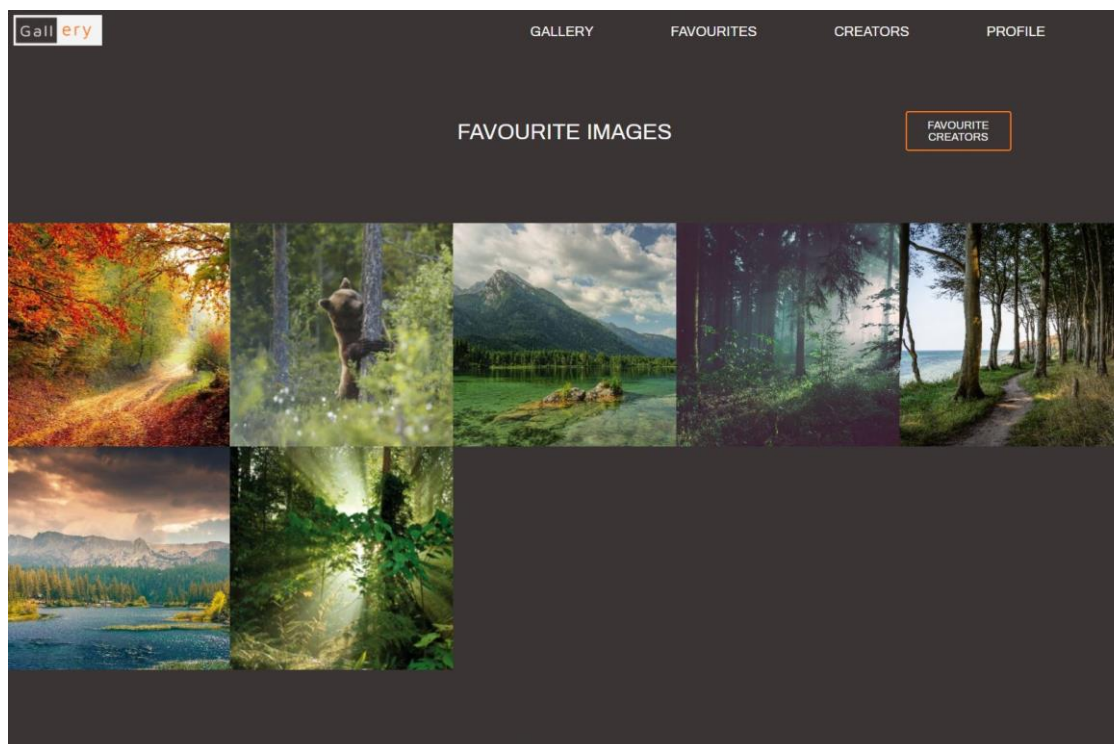 Gallery
GALLERY FAVOURITES CREATORS PROFILE
FAVOURITE IMAGES
FAVOURITE
CREATORS